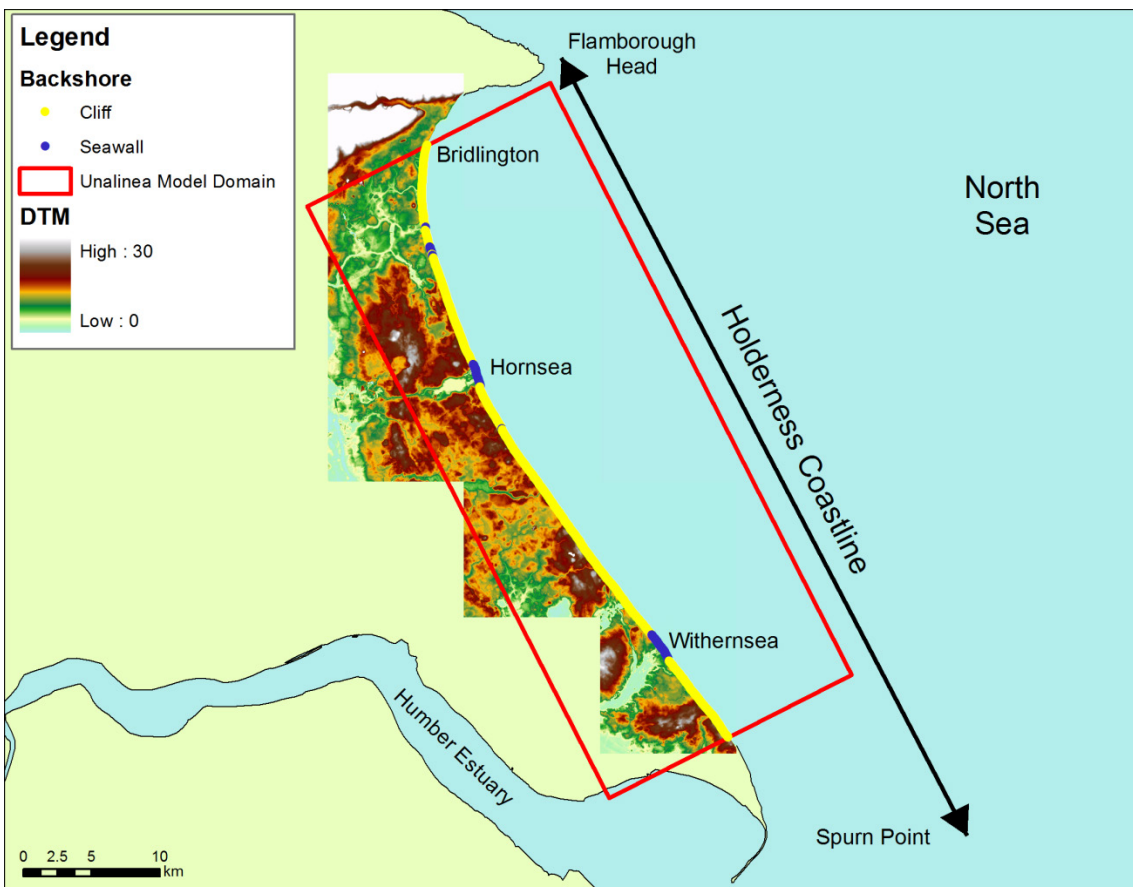 Legend
Backshore
Cliff
Seawall
Unalinea Model Domain
DTM
High : 30
Low : 0
Flamborough
Head
Bridlington
North
Sea
Hornsea
Holderness Coastline
Withernsea
Humber Estuary
Spurn Point
0 2.5 5 10
km